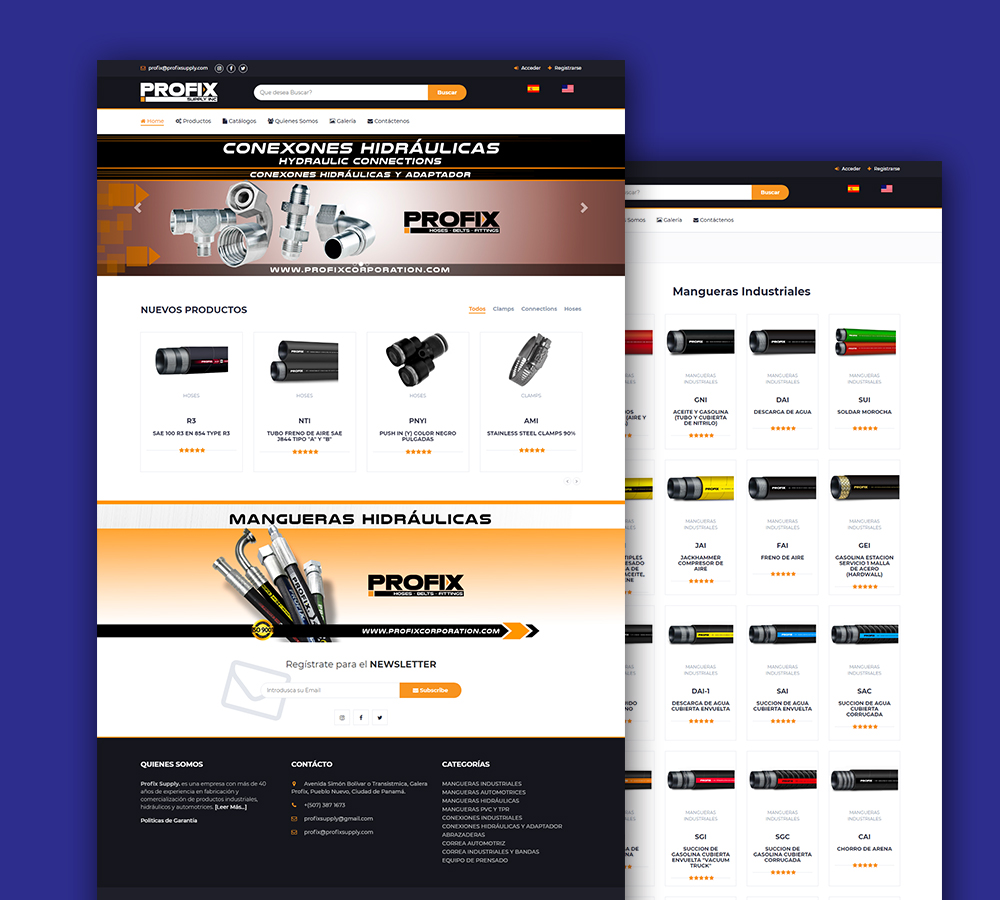 profix@profixsupply.com
Acceder
Registrarse
PROFIX
SUPPLY INC
Que desea Buscar?
Buscar
Home
Productos
Catálogos
Quienes Somos
Galería
Contáctenos
CONEXONES HIDRÁULICAS
HYDRAULIC CONNECTIONS
CONEXIONES HIDRÁULICAS Y ADAPTADOR
PROFIX
HOSES · BELTS · FITTINGS
WWW.PROFIXCORPORATION.COM
NUEVOS PRODUCTOS
Todos
Clamps
Connections
Hoses
HOSES
R3
SAE 100 R3 EN 854 TYPE R3
HOSES
NTI
TUBO FRENO DE AIRE SAE
J844 TIPO "A" Y "B"
HOSES
PNYI
PUSH IN (Y) COLOR NEGRO
PULGADAS
CLAMPS
AMI
STAINLESS STEEL CLAMPS 90%
MANGUERAS HIDRÁULICAS
PROFIX
HOSES · BELTS · FITTINGS
ISO 9001
WWW.PROFIXCORPORATION.COM
Regístrate para el NEWSLETTER
Introdusca su Email
Subscribe
QUIENES SOMOS
Profix Supply. es una empresa con más de 40
años de experiencia en fabricación y
comercialización de productos industriales,
hidráulicos y automotrices. [Leer Más...]
Politicas de Garantia
CONTÁCTO
Avenida Simón Bolivar o Transistmica, Galera
Profix, Pueblo Nuevo, Ciudad de Panamá.
+(507) 387 1673
profixsupply@gmail.com
profix@profixsupply.com
CATEGORÍAS
MANGUERAS INDUSTRIALES
MANGUERAS AUTOMOTRICES
MANGUERAS HIDRÁULICAS
MANGUERAS PVC Y TPR
CONEXIONES INDUSTRIALES
CONEXIONES HIDRÁULICAS Y ADAPTADOR
ABRAZADERAS
CORREA AUTOMOTRIZ
CORREA INDUSTRIALES Y BANDAS
EQUIPO DE PRENSADO
Acceder
Registrarse
Buscar
Somos
Galería
Contáctenos
Mangueras Industriales
MANGUERAS
INDUSTRIALES
GNI
ACEITE Y GASOLINA
(TUBO Y CUBIERTA
DE NITRILO)
MANGUERAS
INDUSTRIALES
DAI
DESCARGA DE AGUA
MANGUERAS
INDUSTRIALES
SUI
SOLDAR MOROCHA
MANGUERAS
INDUSTRIALES
JAI
JACKHAMMER
COMPRESOR DE
AIRE
MANGUERAS
INDUSTRIALES
FAI
FRENO DE AIRE
MANGUERAS
INDUSTRIALES
GEI
GASOLINA ESTACION
SERVICIO 1 MALLA
DE ACERO
(HARDWALL)
MANGUERAS
INDUSTRIALES
DAI-1
DESCARGA DE AGUA
CUBIERTA ENVUELTA
MANGUERAS
INDUSTRIALES
SAI
SUCCION DE AGUA
CUBIERTA ENVUELTA
MANGUERAS
INDUSTRIALES
SAC
SUCCION DE AGUA
CUBIERTA
CORRUGADA
MANGUERAS
INDUSTRIALES
SGI
SUCCION DE
GASOLINA CUBIERTA
ENVUELTA "VACUUM
TRUCK"
MANGUERAS
INDUSTRIALES
SGC
SUCCION DE
GASOLINA CUBIERTA
CORRUGADA
MANGUERAS
INDUSTRIALES
CAI
CHORRO DE ARENA